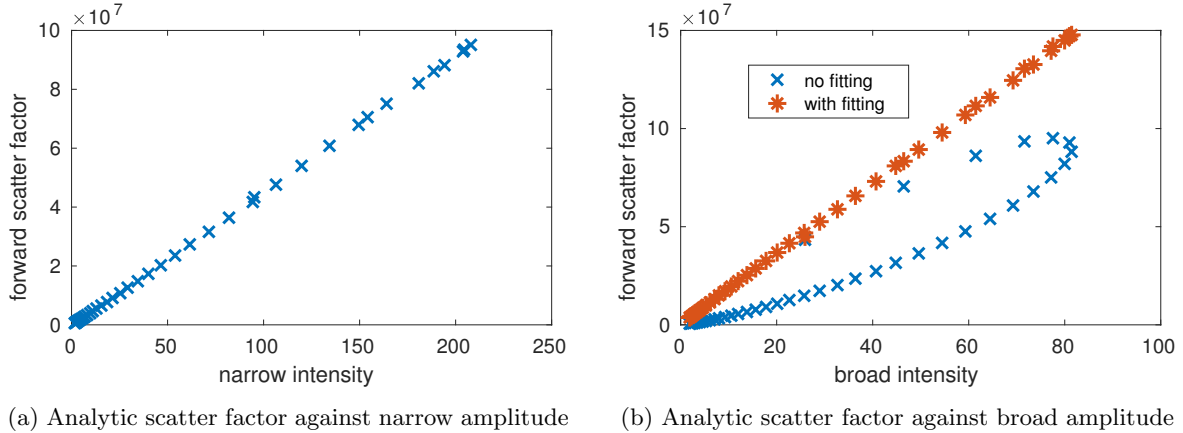 ×10^7
10
8
6
4
2
0
forward scatter factor
0 50 100 150 200 250
narrow intensity
(a) Analytic scatter factor against narrow amplitude
×10^7
15
10
5
0
forward scatter factor
no fitting
with fitting
0 20 40 60 80 100
broad intensity
(b) Analytic scatter factor against broad amplitude